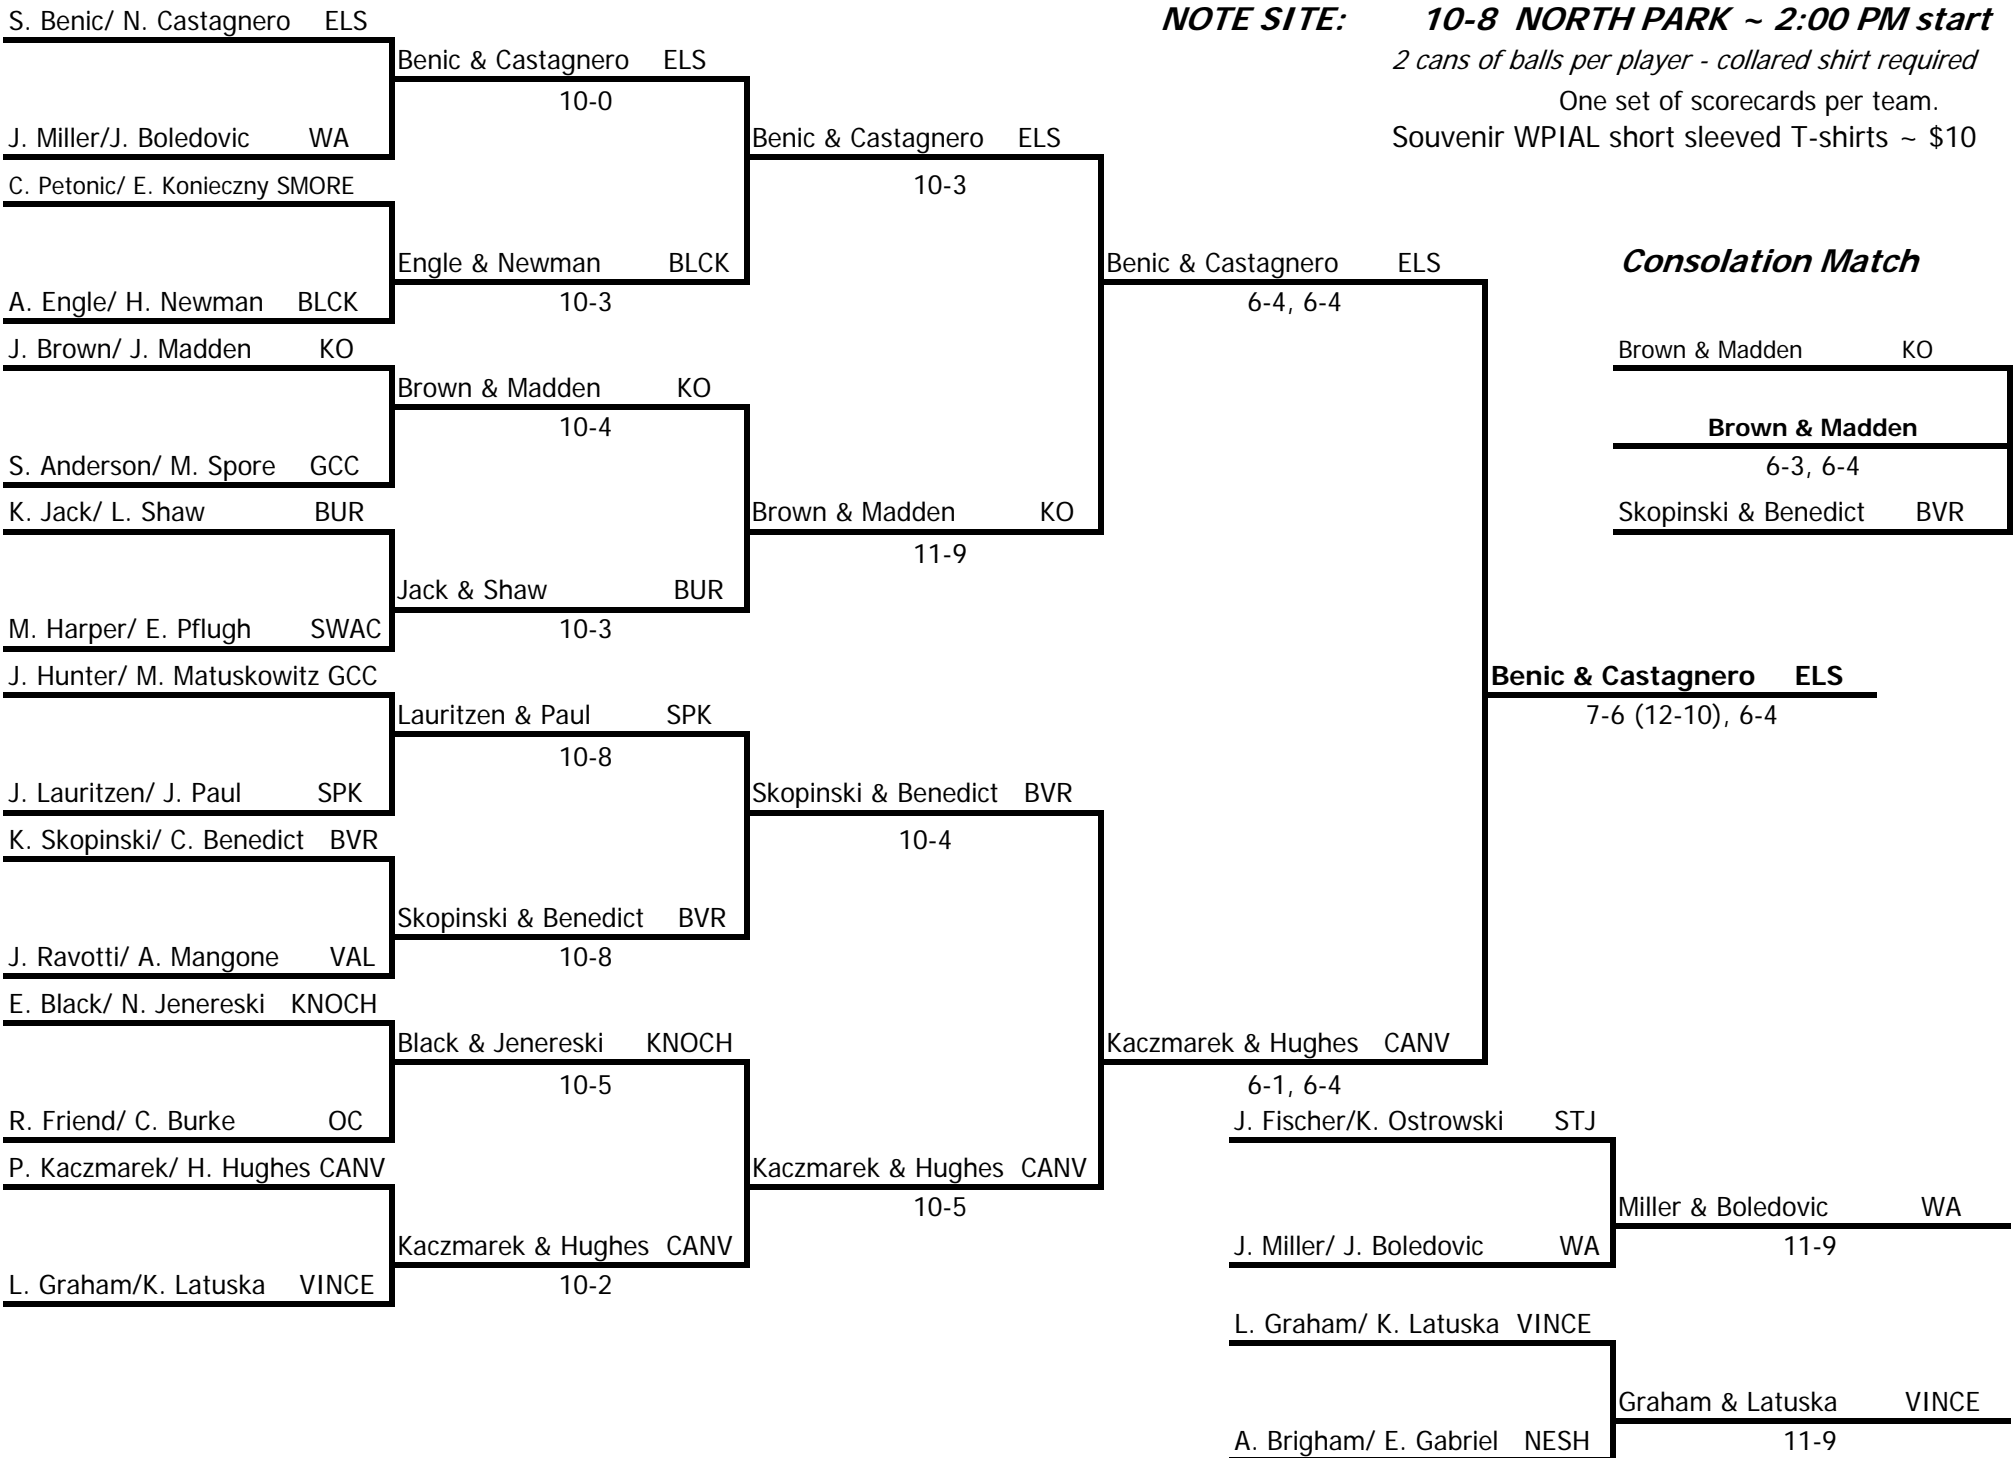 S. Benic/ N. Castagnero ELS
NOTE SITE: 10-8 NORTH PARK ~ 2:00 PM start
Benic & Castagnero ELS
2 cans of balls per player - collared shirt required
10-0
One set of scorecards per team.
J. Miller/J. Boledovic WA
Benic & Castagnero ELS
Souvenir WPIAL short sleeved T-shirts ~ $10
C. Petonic/ E. Konieczny SMORE
10-3
Engle & Newman BLCK
Benic & Castagnero ELS
Consolation Match
A. Engle/ H. Newman BLCK
10-3
6-4, 6-4
J. Brown/ J. Madden KO
Brown & Madden KO
Brown & Madden KO
10-4
Brown & Madden
S. Anderson/ M. Spore GCC
6-3, 6-4
K. Jack/ L. Shaw BUR
Brown & Madden KO
Skopinski & Benedict BVR
11-9
Jack & Shaw BUR
M. Harper/ E. Pflugh SWAC
10-3
J. Hunter/ M. Matuskowitz GCC
Benic & Castagnero ELS
Lauritzen & Paul SPK
7-6 (12-10), 6-4
10-8
J. Lauritzen/ J. Paul SPK
Skopinski & Benedict BVR
K. Skopinski/ C. Benedict BVR
10-4
Skopinski & Benedict BVR
J. Ravotti/ A. Mangone VAL
10-8
E. Black/ N. Jenereski KNOCH
Black & Jenereski KNOCH
Kaczmarek & Hughes CANV
10-5
6-1, 6-4
R. Friend/ C. Burke OC
J. Fischer/K. Ostrowski STJ
P. Kaczmarek/ H. Hughes CANV
Kaczmarek & Hughes CANV
10-5
Miller & Boledovic WA
Kaczmarek & Hughes CANV
J. Miller/ J. Boledovic WA
11-9
L. Graham/K. Latuska VINCE
10-2
L. Graham/ K. Latuska VINCE
Graham & Latuska VINCE
A. Brigham/ E. Gabriel NESH
11-9